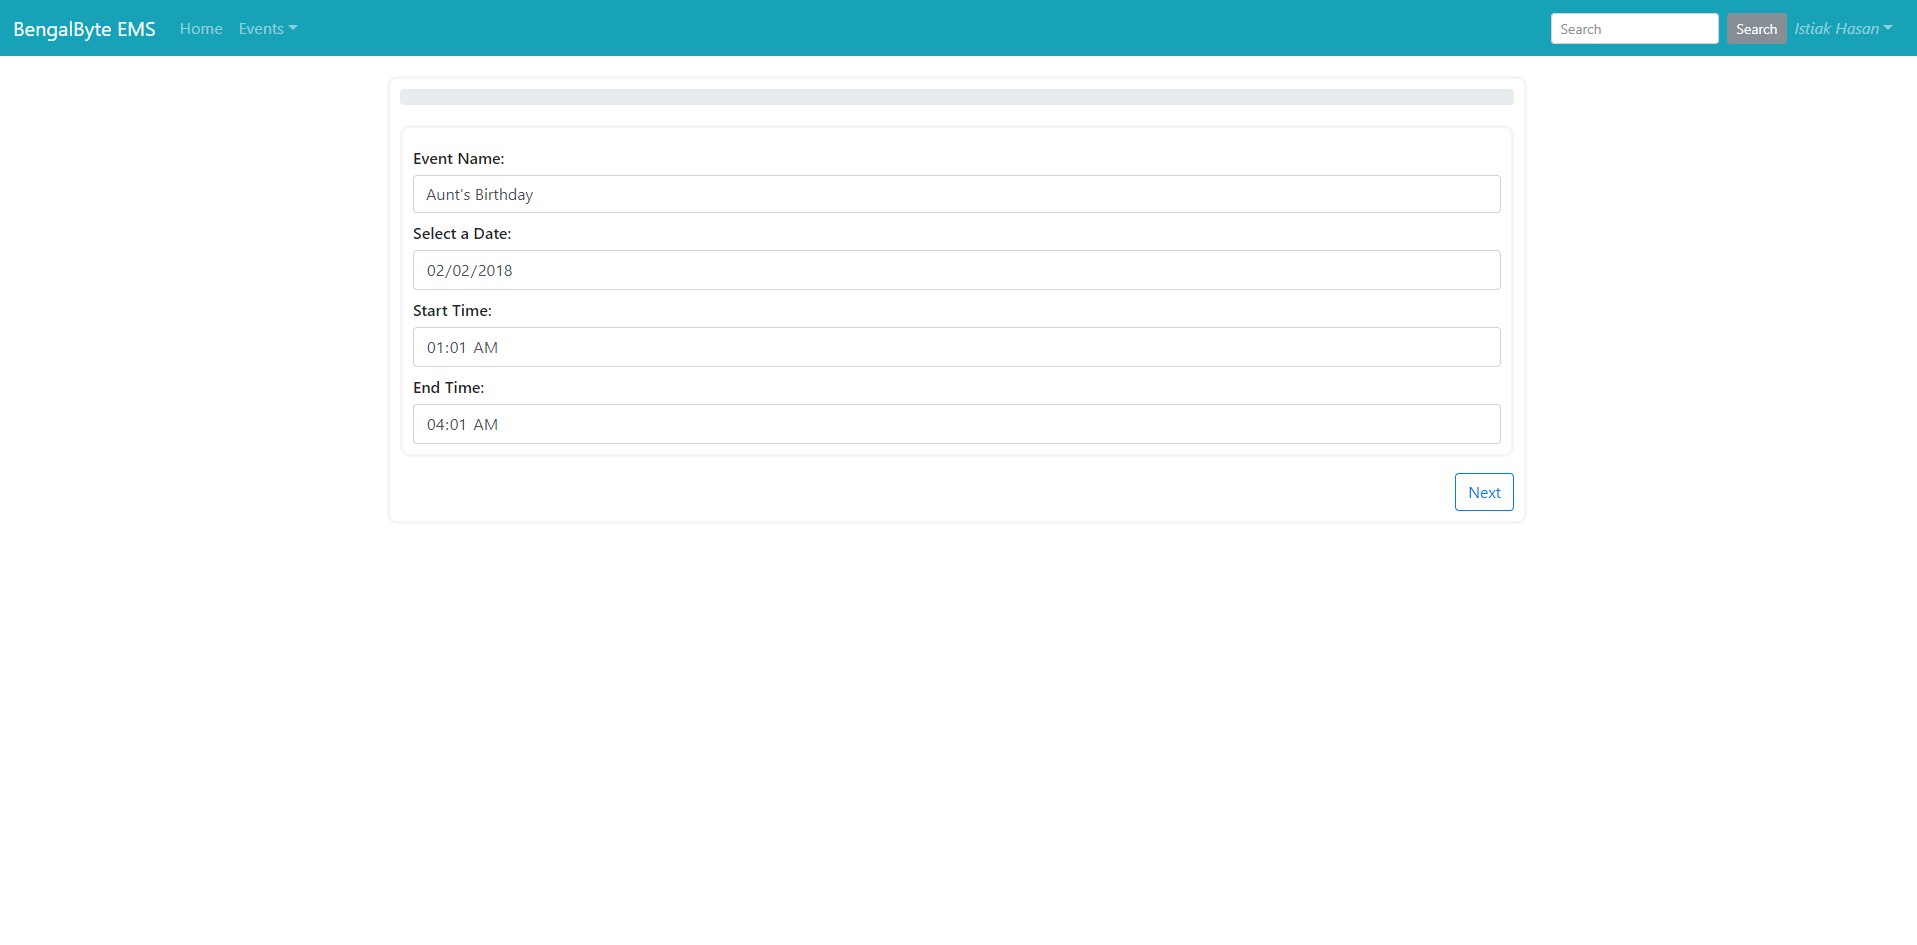 BengalByte EMS Home Events Search Search Istiak Hasan
Event Name:
Aunt's Birthday
Select a Date:
02/02/2018
Start Time:
01:01 AM
End Time:
04:01 AM
Next